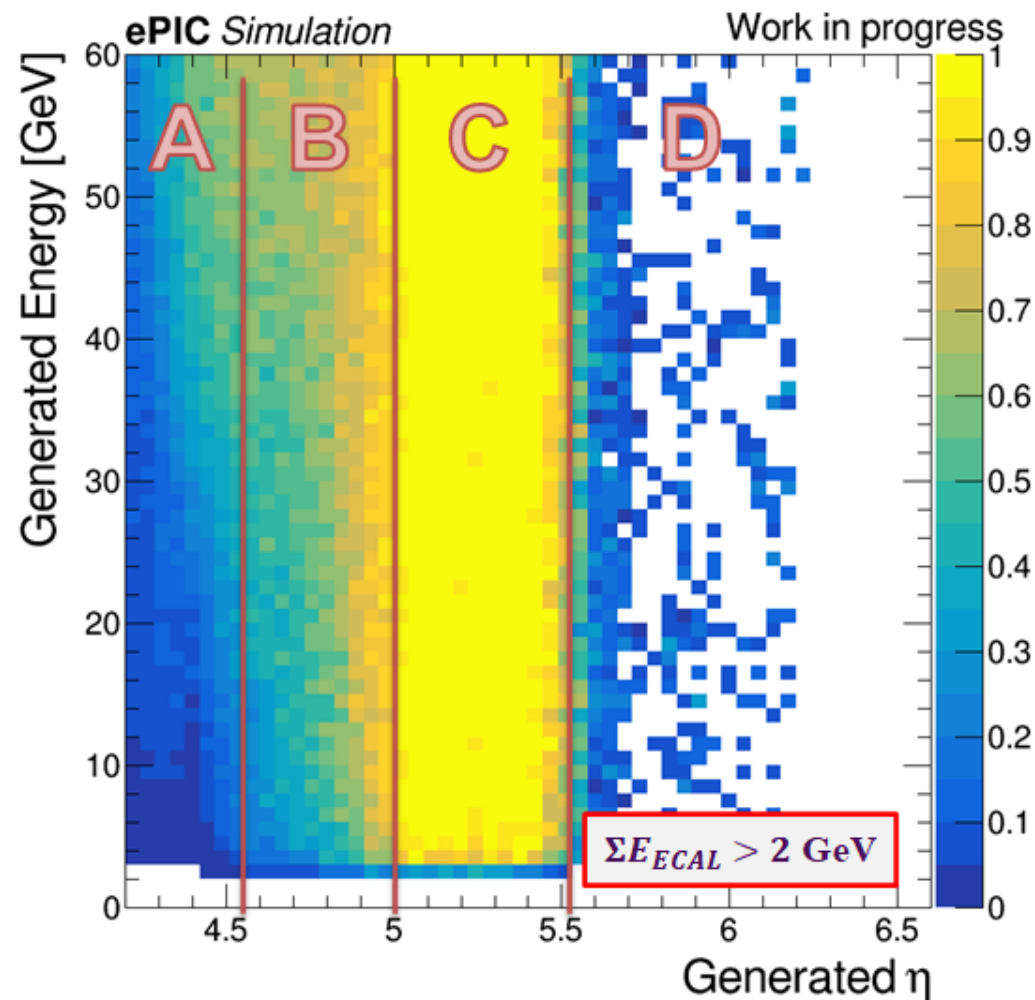 ePIC Simulation
Work in progress
Generated Energy [GeV]
60
50
40
30
20
10
0
A
B
C
D
ΣE_ECAL > 2 GeV
4.5
5
5.5
6
6.5
Generated η
1
0.9
0.8
0.7
0.6
0.5
0.4
0.3
0.2
0.1
0